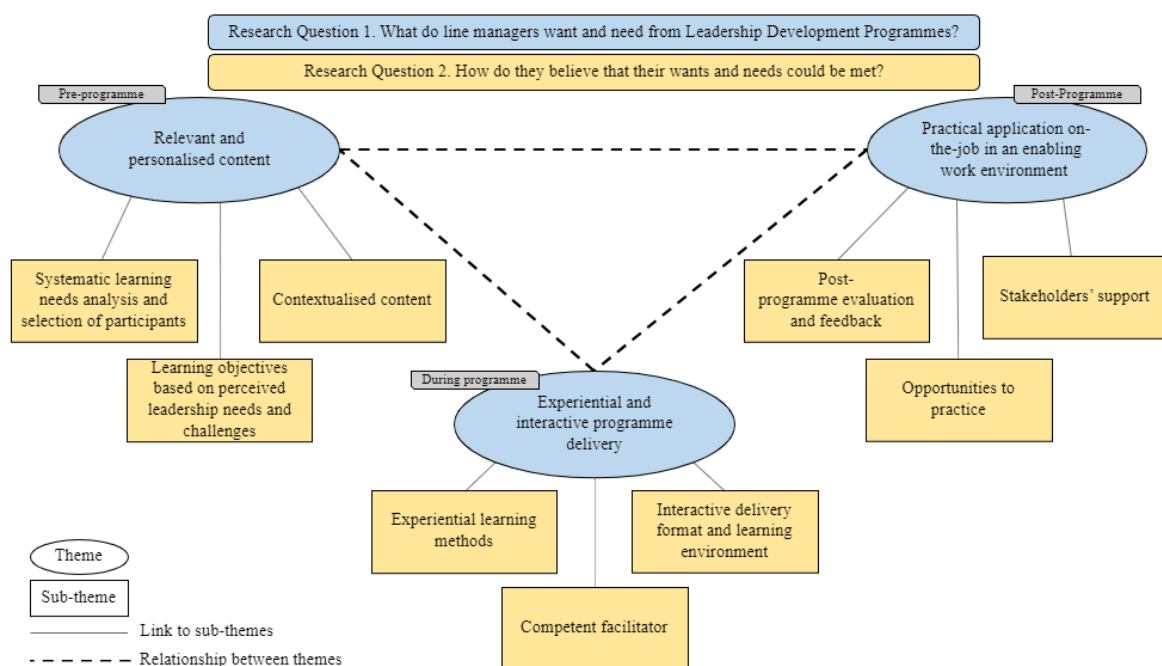 Research Question 1. What do line managers want and need from Leadership Development Programmes?
Research Question 2. How do they believe that their wants and needs could be met?
Pre-programme
Relevant and
personalised content
Post-Programme
Practical application on-
the-job in an enabling
work environment
Systematic learning
needs analysis and
selection of participants
Contextualised content
Learning objectives
based on perceived
leadership needs and
challenges
Post-
programme evaluation
and feedback
Stakeholders’ support
Opportunities to
practice
During programme
Experiential and
interactive programme
delivery
Experiential learning
methods
Interactive delivery
format and learning
environment
Competent facilitator
Theme
Sub-theme
Link to sub-themes
Relationship between themes